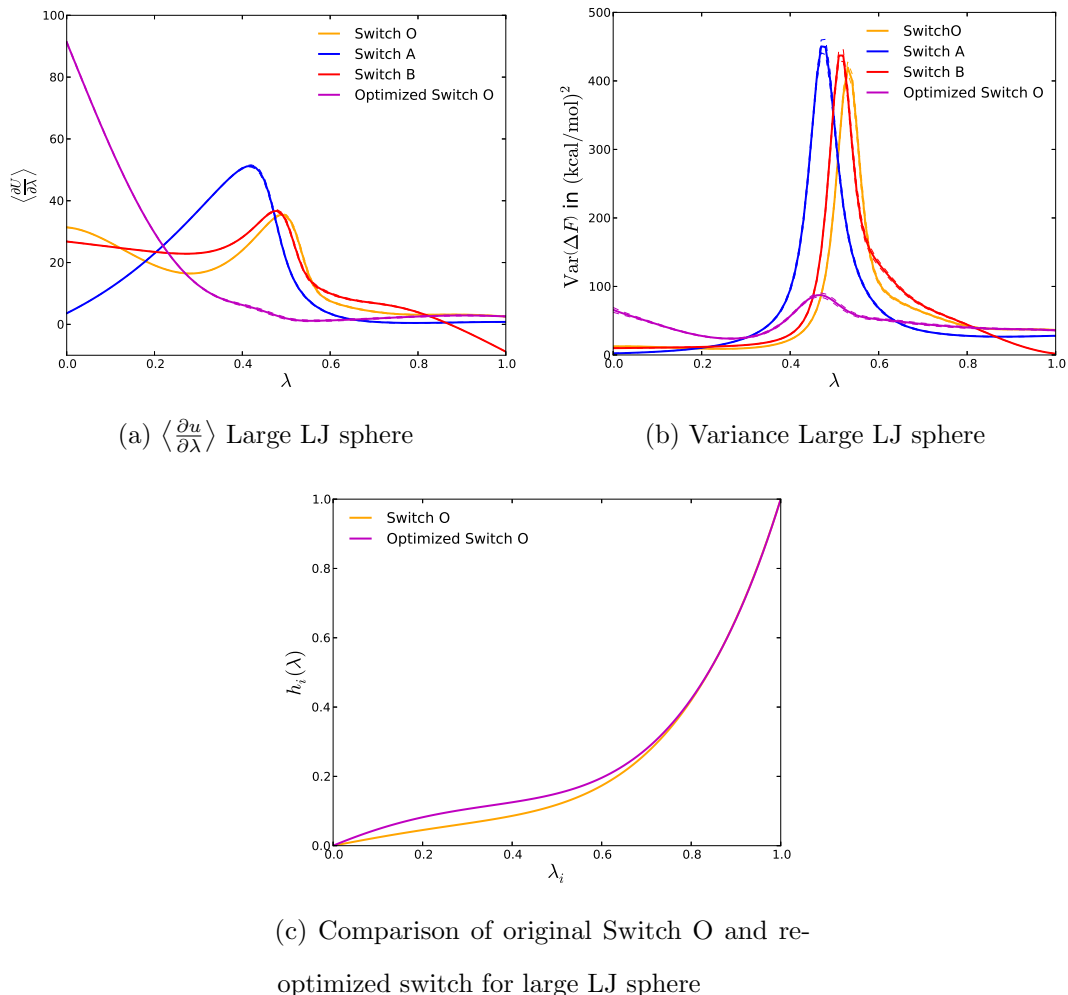 100
80
60
40
20
0
⟨∂U/∂λ⟩
Switch O
Switch A
Switch B
Optimized Switch O
0.0 0.2 0.4 0.6 0.8 1.0
λ
(a) ⟨∂u/∂λ⟩ Large LJ sphere
500
400
300
200
100
0
Var(ΔF) in (kcal/mol)²
SwitchO
Switch A
Switch B
Optimized Switch O
0.0 0.2 0.4 0.6 0.8 1.0
λ
(b) Variance Large LJ sphere
1.0
0.8
0.6
0.4
0.2
0.0
hᵢ(λ)
Switch O
Optimized Switch O
0.0 0.2 0.4 0.6 0.8 1.0
λᵢ
(c) Comparison of original Switch O and re-
optimized switch for large LJ sphere